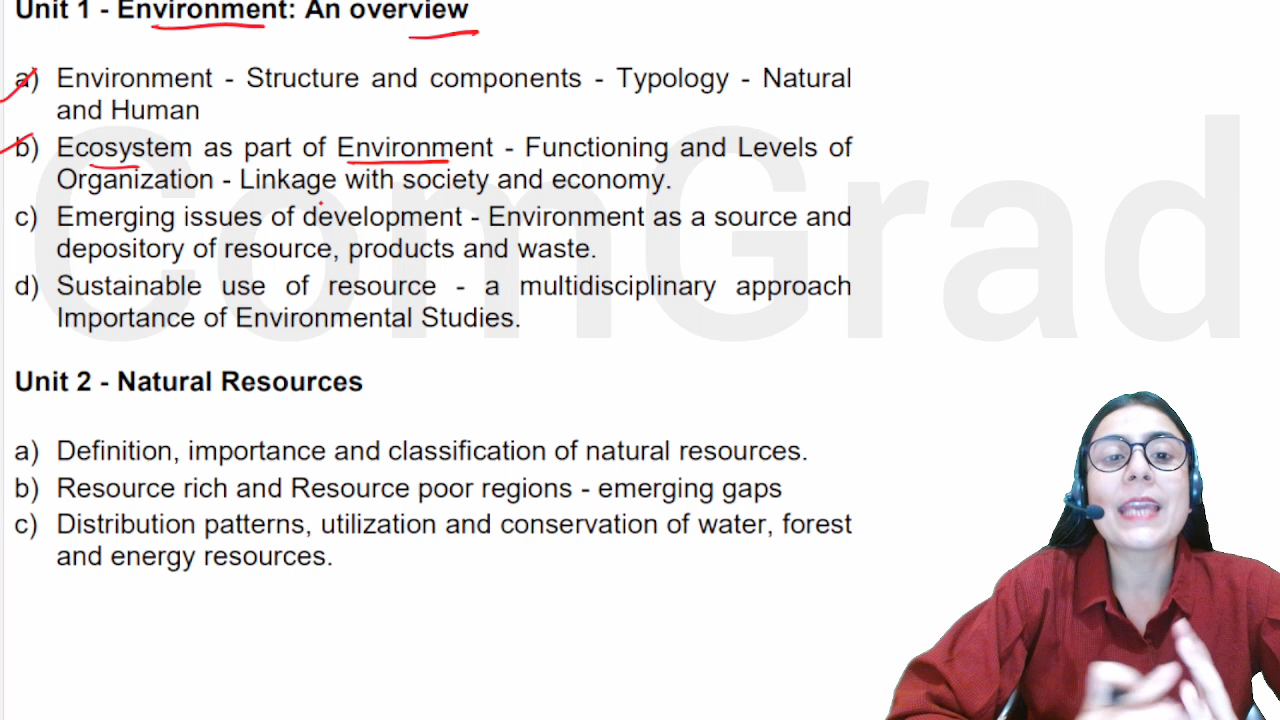 Unit 1 - Environment: An overview
a) Environment - Structure and components - Typology - Natural
and Human
b) Ecosystem as part of Environment - Functioning and Levels of
Organization - Linkage with society and economy.
c) Emerging issues of development - Environment as a source and
depository of resource, products and waste.
d) Sustainable use of resource - a multidisciplinary approach
Importance of Environmental Studies.
Unit 2 - Natural Resources
a) Definition, importance and classification of natural resources.
b) Resource rich and Resource poor regions - emerging gaps
c) Distribution patterns, utilization and conservation of water, forest
and energy resources.
ComGrad